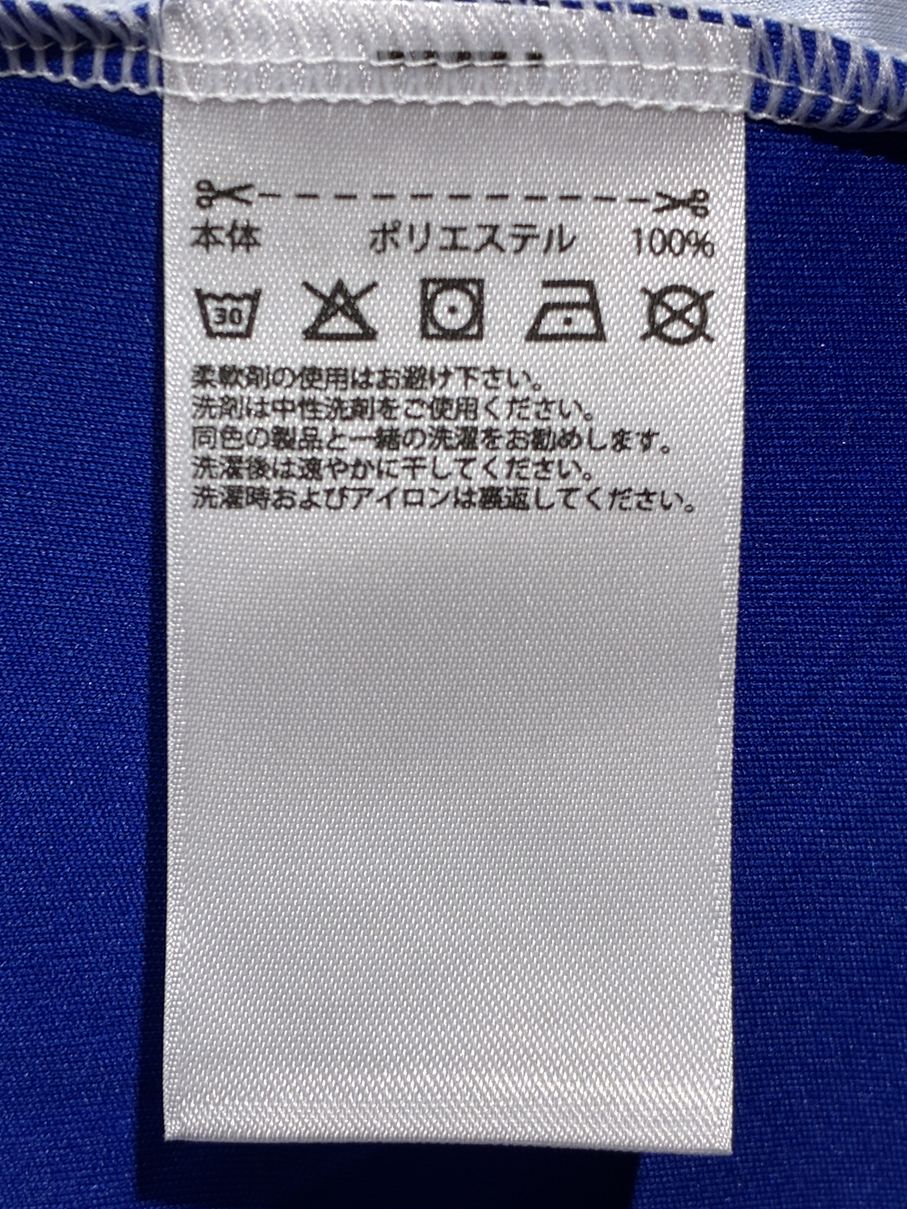 本体 ポリエステル 100%
30
柔軟剤の使用はお避け下さい。
洗剤は中性洗剤をご使用ください。
同色の製品と一緒の洗濯をお勧めします。
洗濯後は速やかに干してください。
洗濯時およびアイロンは裏返してください。